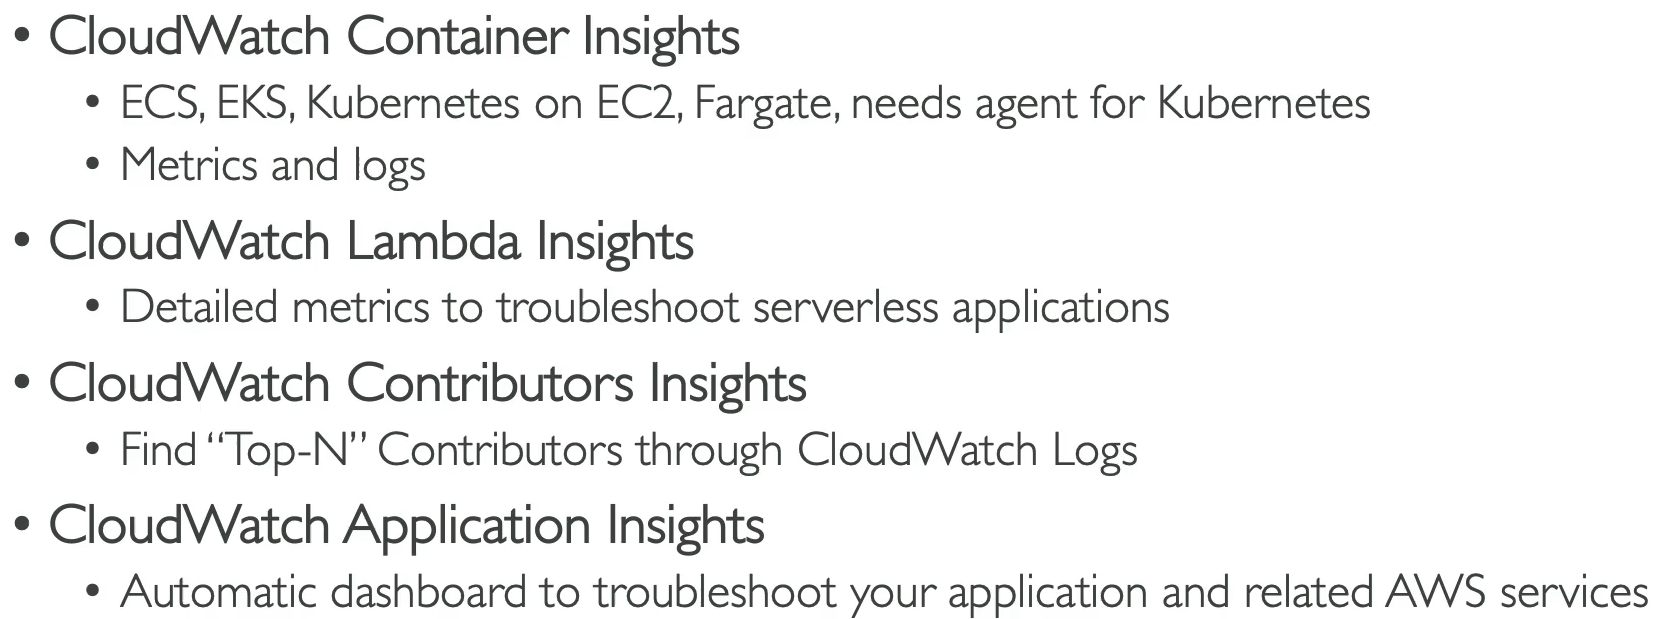 • CloudWatch Container Insights
• ECS, EKS, Kubernetes on EC2, Fargate, needs agent for Kubernetes
• Metrics and logs
• CloudWatch Lambda Insights
• Detailed metrics to troubleshoot serverless applications
• CloudWatch Contributors Insights
• Find “Top-N” Contributors through CloudWatch Logs
• CloudWatch Application Insights
• Automatic dashboard to troubleshoot your application and related AWS services